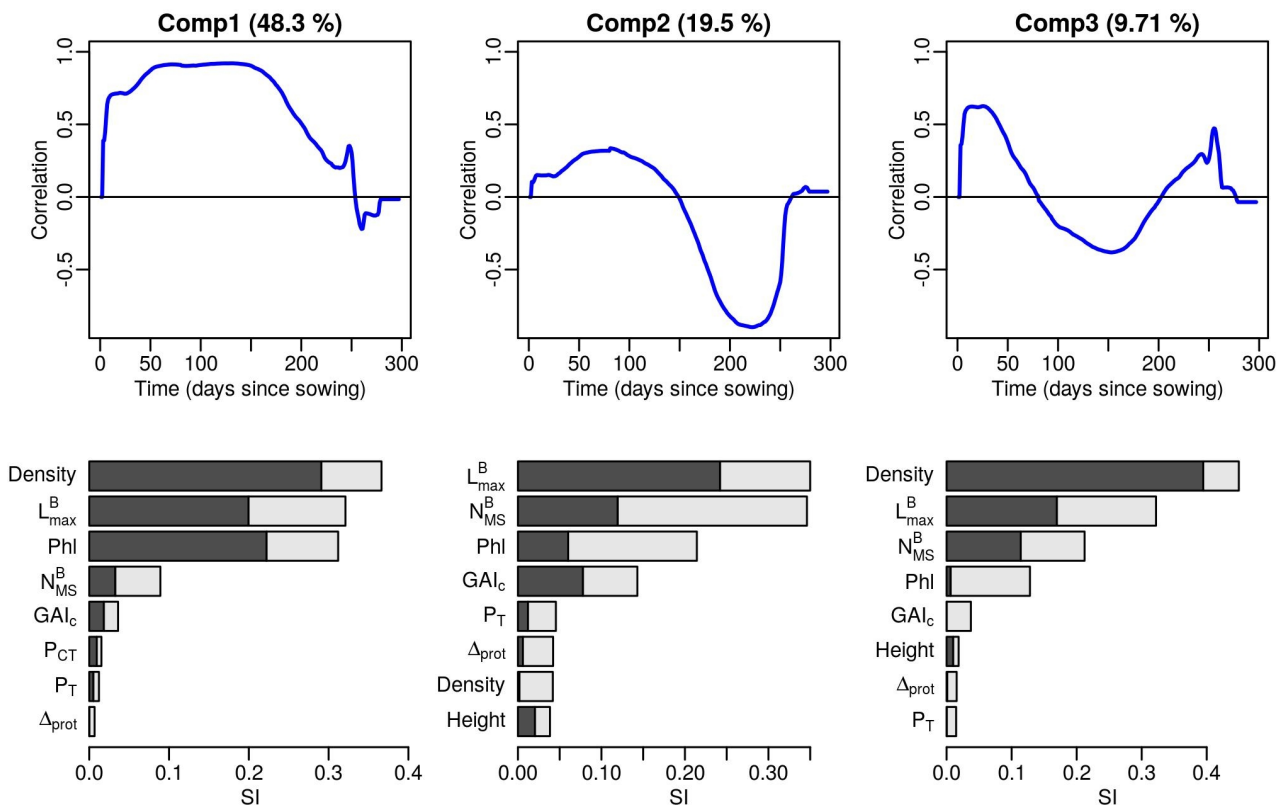 Comp1 (48.3 %)
Correlation
1.0
0.5
0.0
-0.5
0 50 100 200 300
Time (days since sowing)
Comp2 (19.5 %)
Correlation
1.0
0.5
0.0
-0.5
0 50 100 200 300
Time (days since sowing)
Comp3 (9.71 %)
Correlation
1.0
0.5
0.0
-0.5
0 50 100 200 300
Time (days since sowing)
Density
L^B_max
Phl
N^B_MS
GAI_c
P_CT
P_T
Δ_prot
0.0 0.1 0.2 0.3 0.4
SI
L^B_max
N^B_MS
Phl
GAI_c
P_T
Δ_prot
Density
Height
0.00 0.10 0.20 0.30
SI
Density
L^B_max
N^B_MS
Phl
GAI_c
Height
Δ_prot
P_T
0.0 0.1 0.2 0.3 0.4
SI